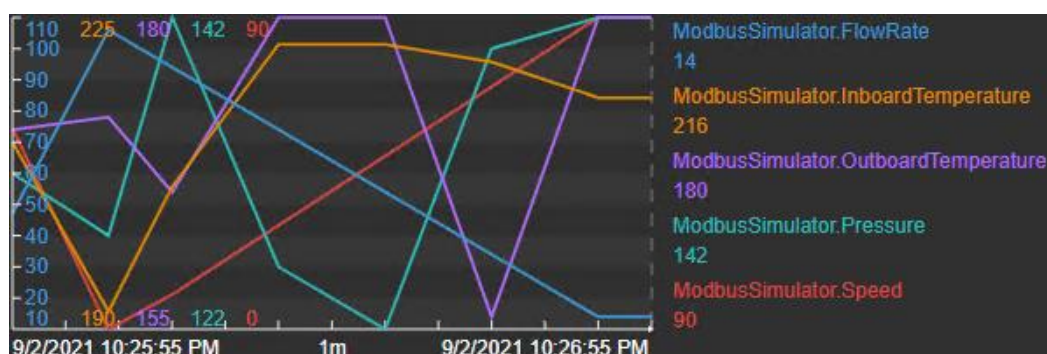 110 225 180 142 90
100
90
80
70
60
50
40
30
20
10 190 155 122 0
9/2/2021 10:25:55 PM 1m 9/2/2021 10:26:55 PM
ModbusSimulator.FlowRate
14
ModbusSimulator.InboardTemperature
216
ModbusSimulator.OutboardTemperature
180
ModbusSimulator.Pressure
142
ModbusSimulator.Speed
90